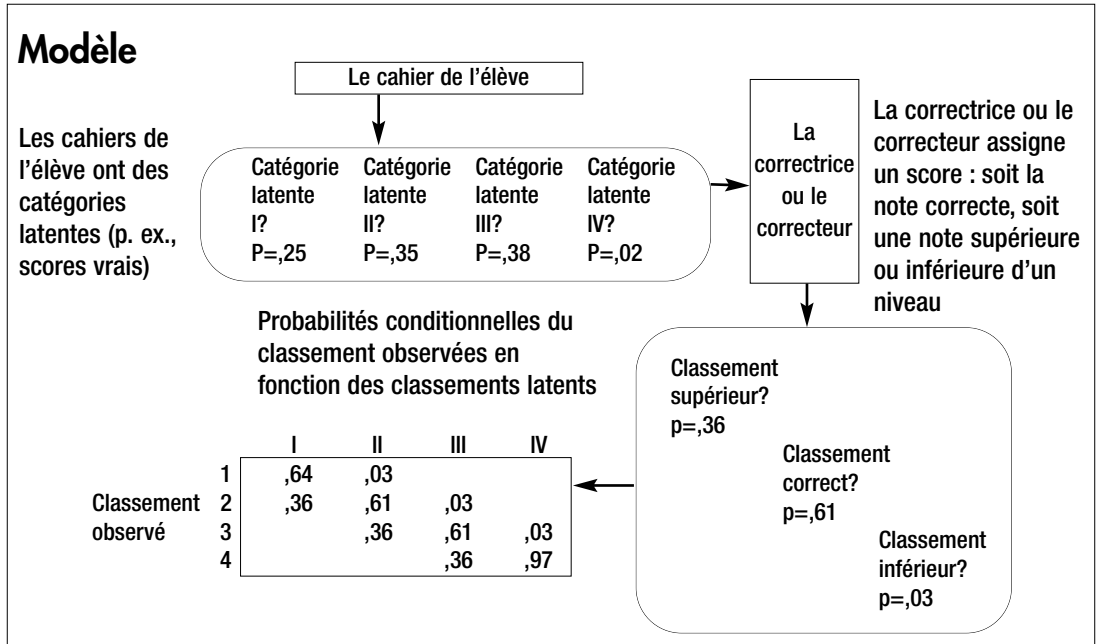 Modèle
Le cahier de l'élève
Les cahiers de
l'élève ont des
catégories
latentes (p. ex.,
scores vrais)
Catégorie Catégorie Catégorie Catégorie
latente latente latente latente
I? II? III? IV?
P=,25 P=,35 P=,38 P=,02
La
correctrice
ou le
correcteur
La correctrice ou le
correcteur assigne
un score : soit la
note correcte, soit
une note supérieure
ou inférieure d'un
niveau
Probabilités conditionnelles du
classement observées en
fonction des classements latents
Classement
supérieur?
p=,36
Classement
correct?
p=,61
Classement
inférieur?
p=,03
I II III IV
1 ,64 ,03
Classement 2 ,36 ,61 ,03
observé 3 ,36 ,61 ,03
4 ,36 ,97